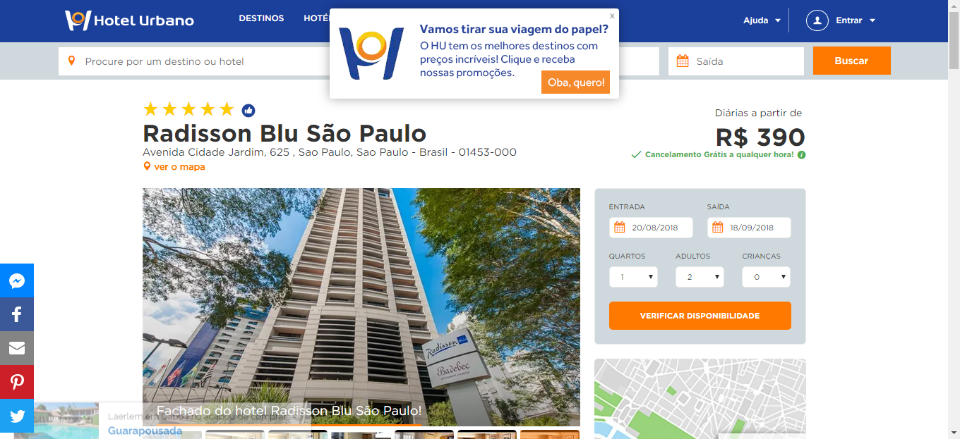 Hotel Urbano
DESTINOS
Ajuda
Entrar
x
Vamos tirar sua viagem do papel?
O HU tem os melhores destinos com
preços incríveis! Clique e receba
nossas promoções.
Oba, quero!
Procure por um destino ou hotel
Saída
Buscar
Radisson Blu São Paulo
Avenida Cidade Jardim, 625 , Sao Paulo, Sao Paulo - Brasil - 01453-000
ver o mapa
Diárias a partir de
R$ 390
Cancelamento Grátis a qualquer hora!
ENTRADA
SAÍDA
20/08/2018
18/09/2018
QUARTOS
ADULTOS
CRIANÇAS
1
2
0
VERIFICAR DISPONIBILIDADE
Radisson
Badebec
Fachado do hotel Radisson Blu São Paulo!
Guarapousada